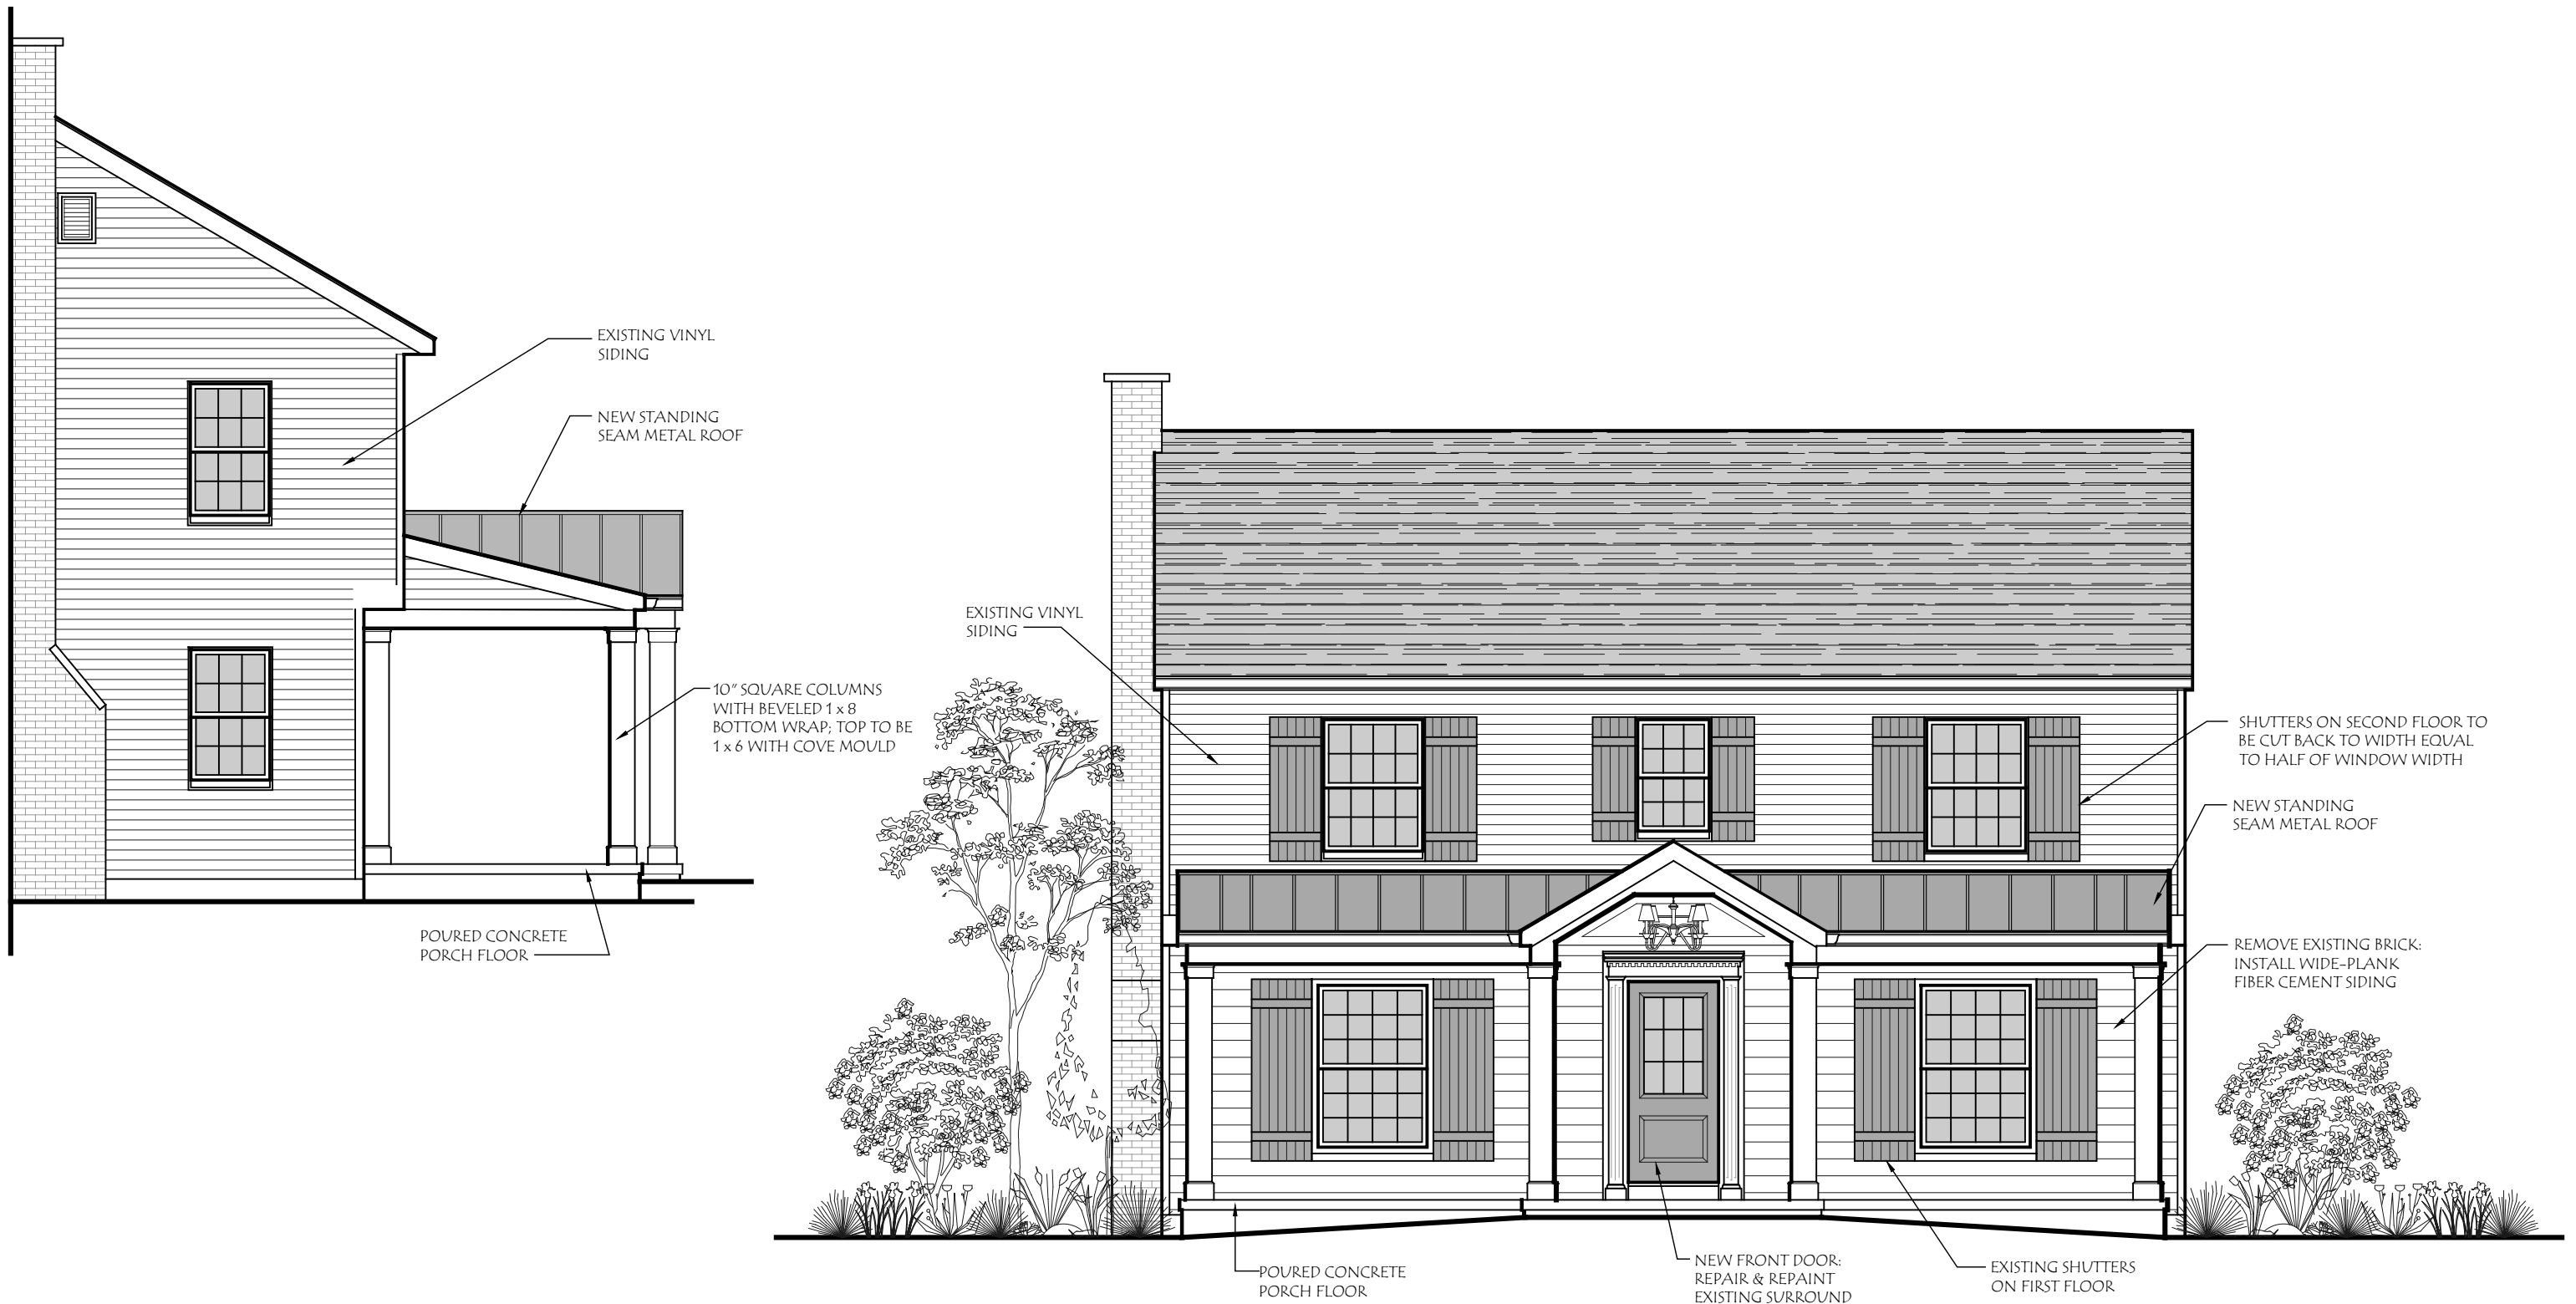 EXISTING VINYL
SIDING
NEW STANDING
SEAM METAL ROOF
10" SQUARE COLUMNS
WITH BEVELED 1 x 8
BOTTOM WRAP; TOP TO BE
1 x 6 WITH COVE MOULD
POURED CONCRETE
PORCH FLOOR
EXISTING VINYL
SIDING
SHUTTERS ON SECOND FLOOR TO
BE CUT BACK TO WIDTH EQUAL
TO HALF OF WINDOW WIDTH
NEW STANDING
SEAM METAL ROOF
REMOVE EXISTING BRICK:
INSTALL WIDE-PLANK
FIBER CEMENT SIDING
POURED CONCRETE
PORCH FLOOR
NEW FRONT DOOR:
REPAIR & REPAINT
EXISTING SURROUND
EXISTING SHUTTERS
ON FIRST FLOOR